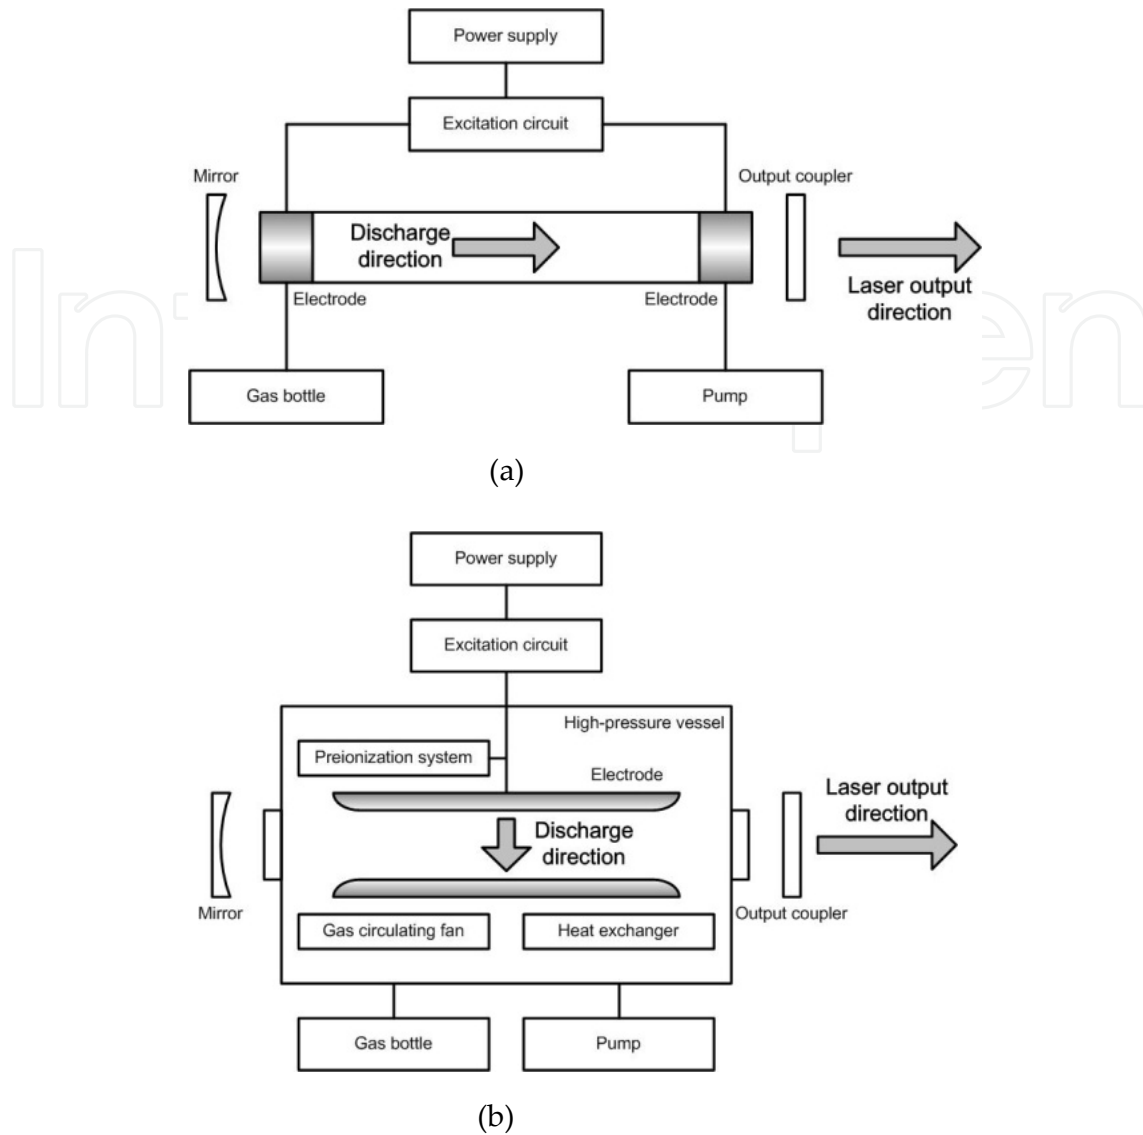 Power supply
Excitation circuit
Mirror
Output coupler
Discharge
direction
Electrode
Electrode
Laser output
direction
Gas bottle
Pump
(a)
Power supply
Excitation circuit
High-pressure vessel
Preionization system
Electrode
Laser output
direction
Discharge
direction
Mirror
Output coupler
Gas circulating fan
Heat exchanger
Gas bottle
Pump
(b)